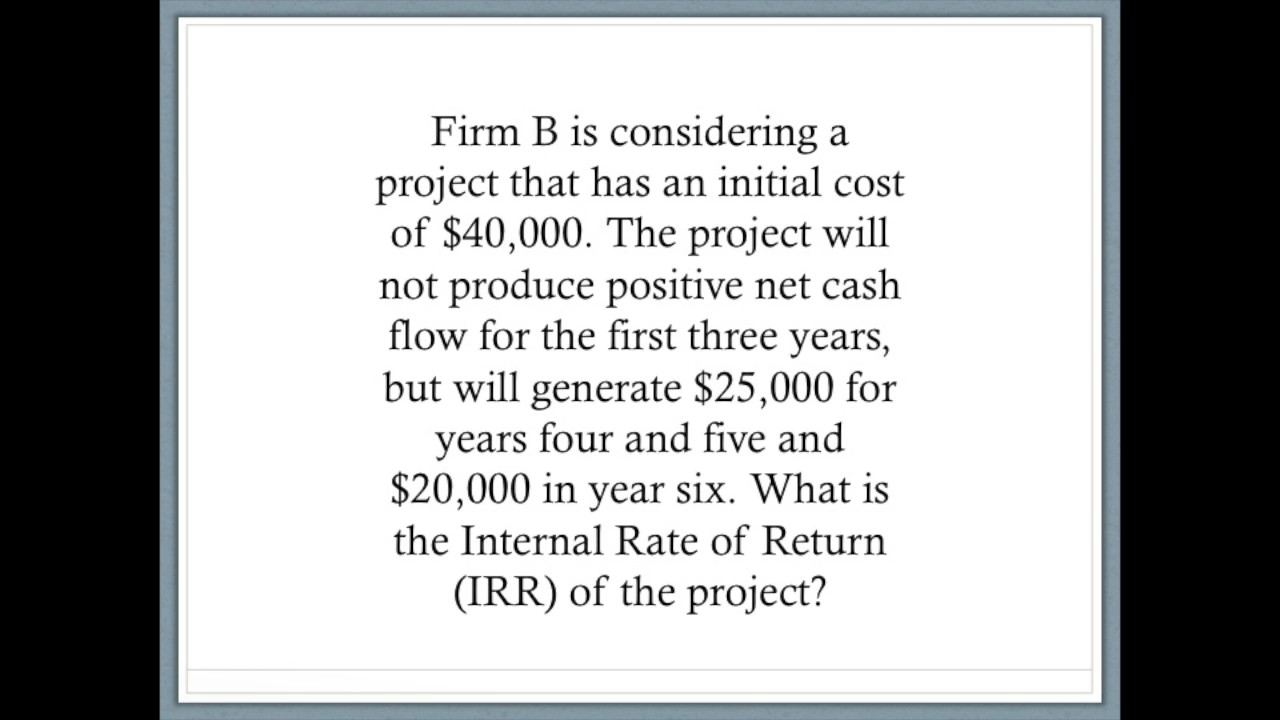 Firm B is considering a
project that has an initial cost
of $40,000. The project will
not produce positive net cash
flow for the first three years,
but will generate $25,000 for
years four and five and
$20,000 in year six. What is
the Internal Rate of Return
(IRR) of the project?